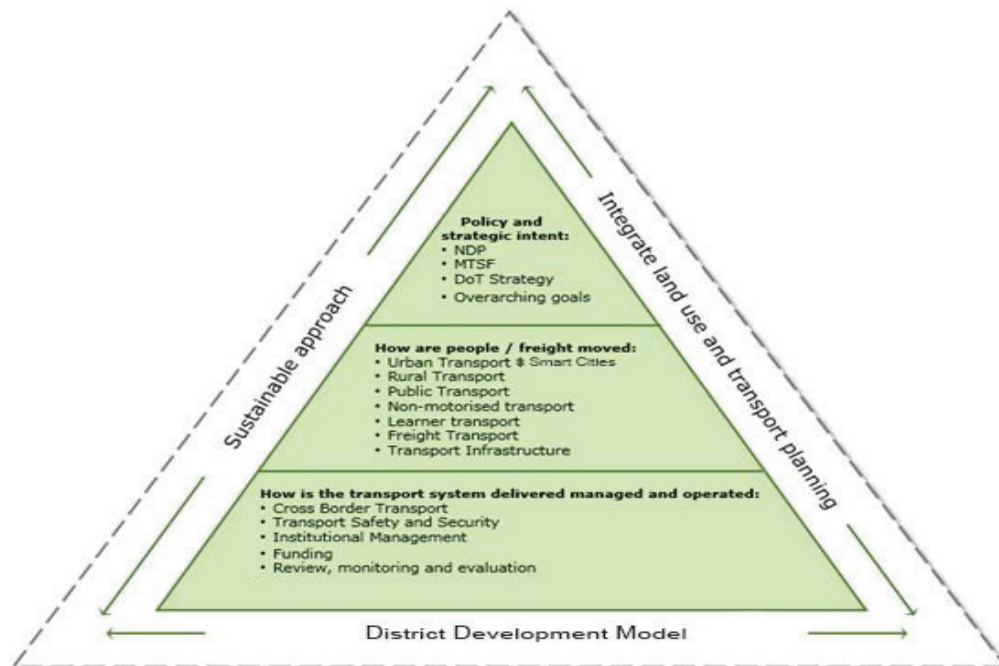 Policy and
strategic intent:
• NDP
• MTSF
• DoT Strategy
• Overarching goals
How are people / freight moved:
• Urban Transport & Smart Cities
• Rural Transport
• Public Transport
• Non-motorised transport
• Learner transport
• Freight Transport
• Transport Infrastructure
How is the transport system delivered managed and operated:
• Cross Border Transport
• Transport Safety and Security
• Institutional Management
• Funding
• Review, monitoring and evaluation
Sustainable approach
Integrate land use and transport planning
District Development Model